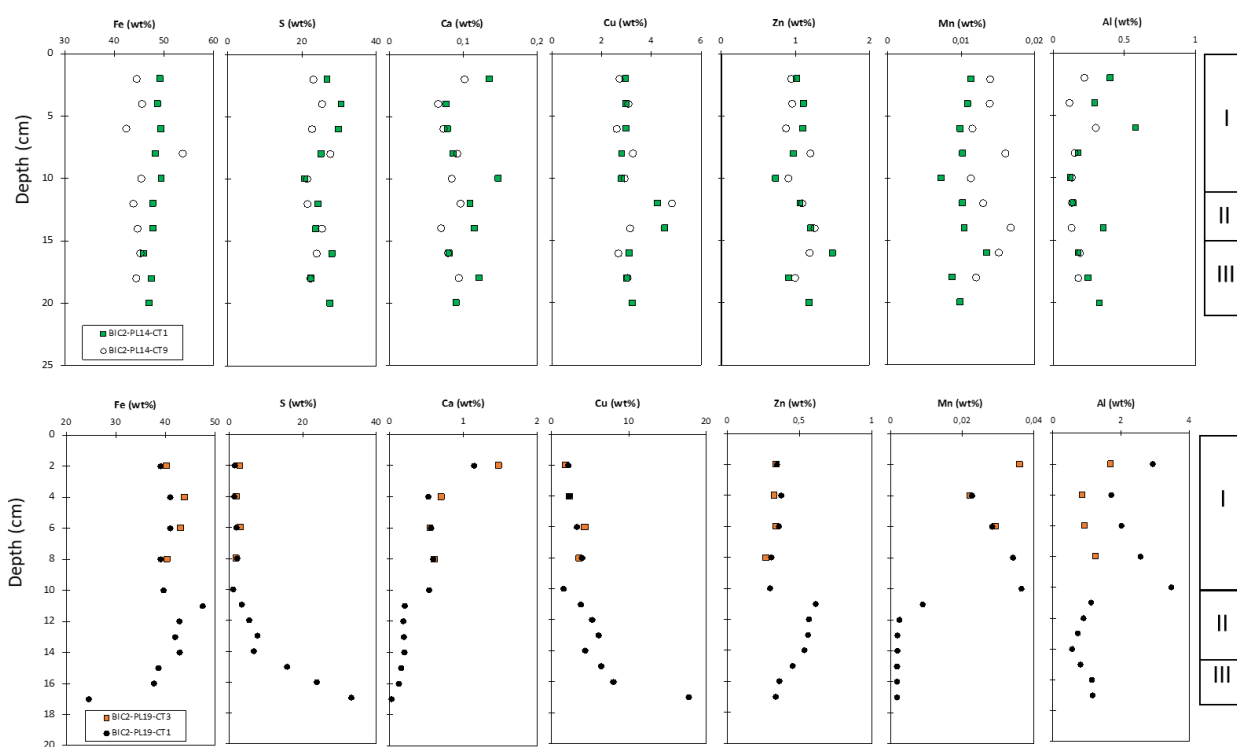 Fe (wt%) S (wt%) Ca (wt%) Cu (wt%) Zn (wt%) Mn (wt%) Al (wt%)
30 40 50 60 0 20 40 0 0,1 0,2 0 2 4 6 0 1 2 0 0,01 0,02 0 0,5 1
Depth (cm)
0
5
10
15
20
25
BIC2-PL14-CT1
BIC2-PL14-CT9
I
II
III
Fe (wt%) S (wt%) Ca (wt%) Cu (wt%) Zn (wt%) Mn (wt%) Al (wt%)
20 30 40 50 0 20 40 0 1 2 0 10 20 0 0,5 1 0 0,02 0,04 0 2 4
Depth (cm)
0
2
4
6
8
10
12
14
16
18
20
BIC2-PL19-CT3
BIC2-PL19-CT1
I
II
III